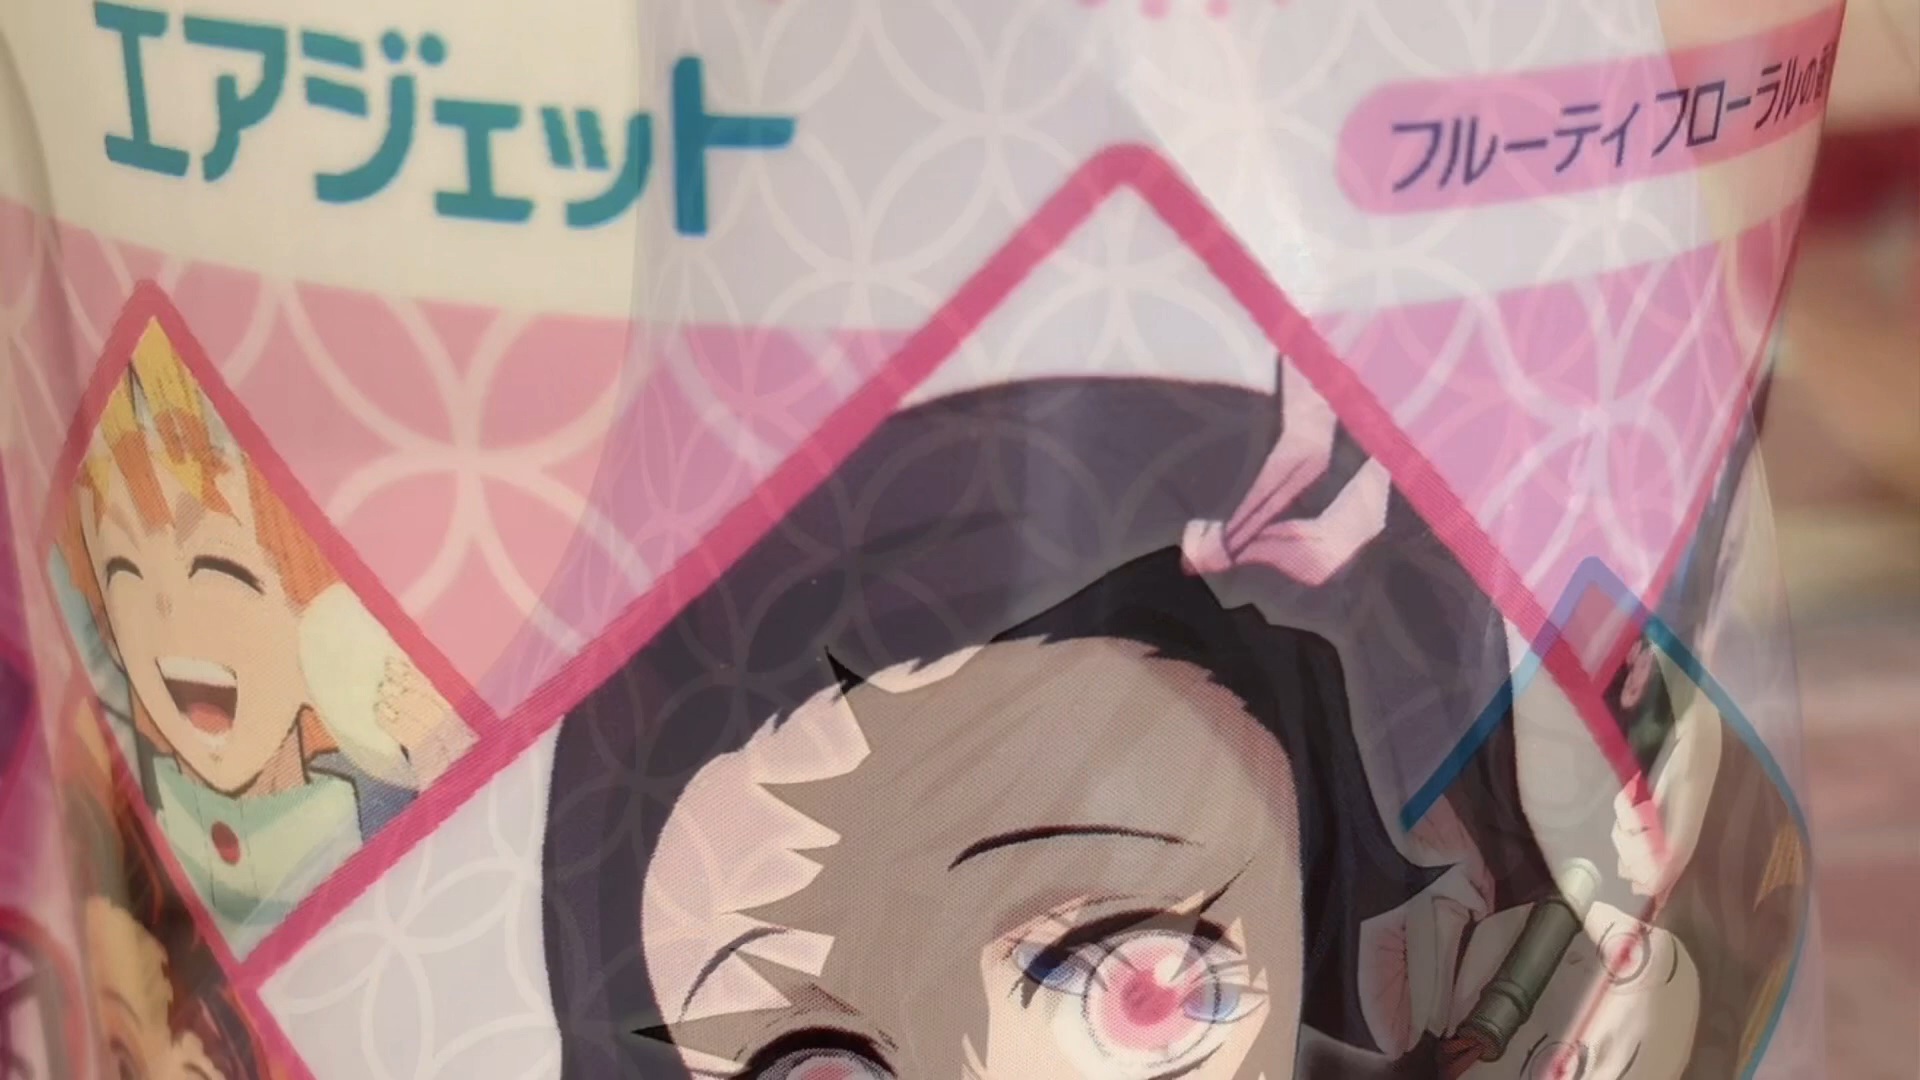 エアジェット
フルーティ フローラルの